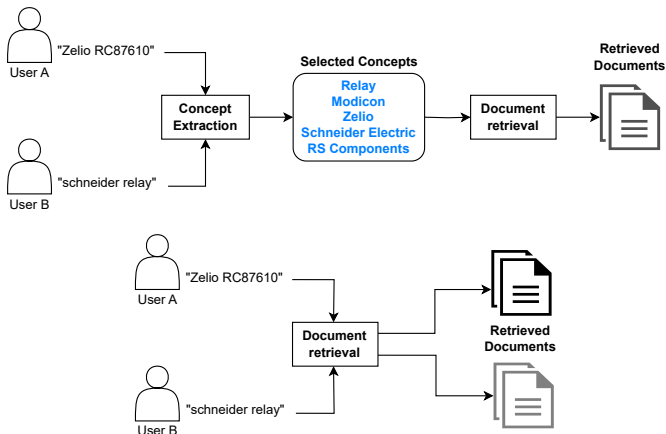 "Zelio RC87610"
User A
Selected Concepts
Retrieved
Documents
Relay
Modicon
Zelio
Schneider Electric
RS Components
Concept
Extraction
Document
retrieval
"schneider relay"
User B
"Zelio RC87610"
User A
Document
retrieval
Retrieved
Documents
"schneider relay"
User B